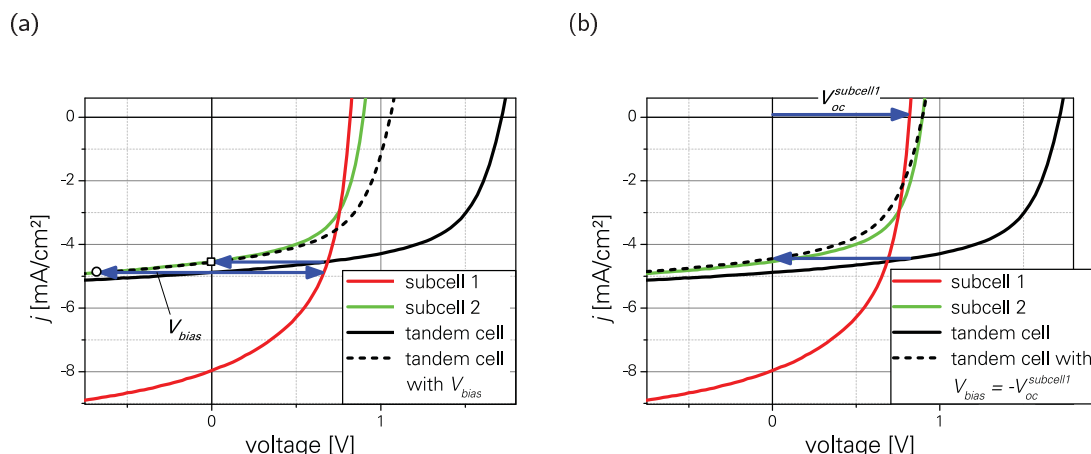 (a)
(b)
0
-2
-4
-6
-8
j [mA/cm²]
V_bias
subcell 1
subcell 2
tandem cell
tandem cell
with V_bias
0
1
voltage [V]
V_oc^subcell1
0
-2
-4
-6
-8
j [mA/cm²]
subcell 1
subcell 2
tandem cell
tandem cell with
V_bias = -V_oc^subcell1
0
1
voltage [V]